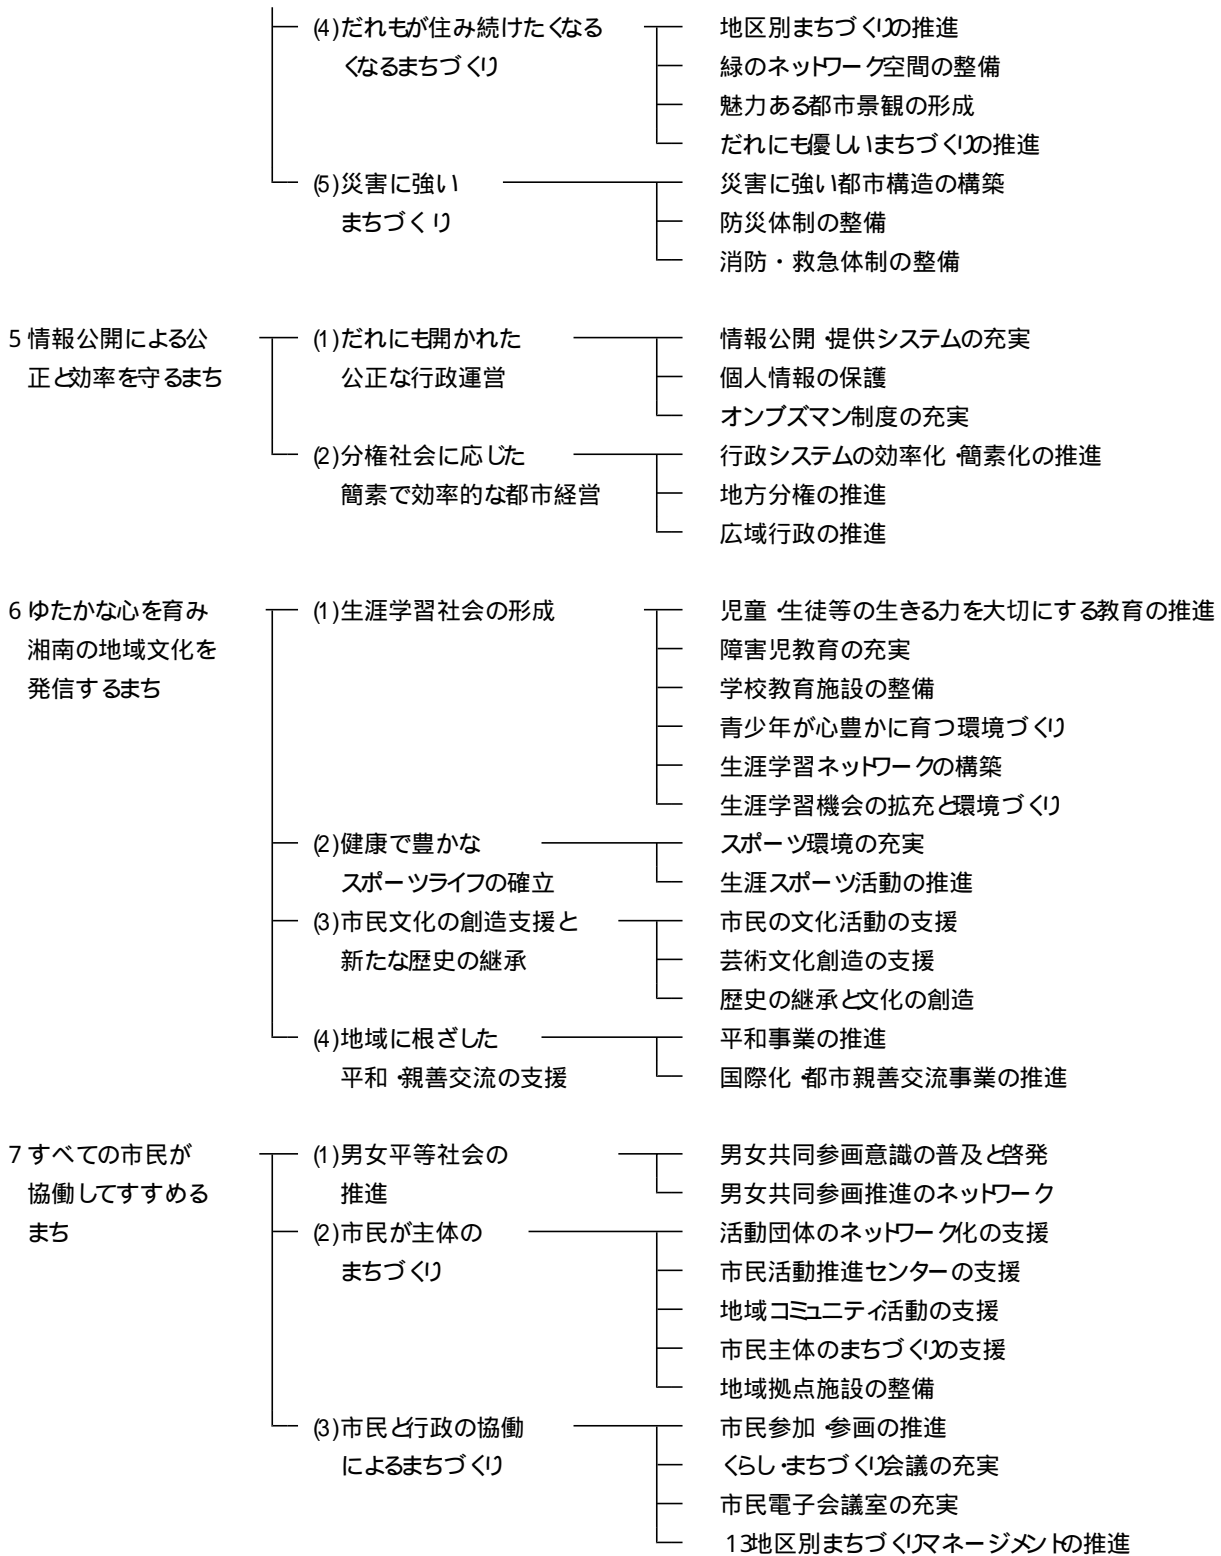 (4)だれもが住み続けたくなる 地区別まちづくりの推進
くなるまちづくり 緑のネットワーク空間の整備
魅力ある都市景観の形成
だれにも優しいまちづくりの推進
(5)災害に強い 災害に強い都市構造の構築
まちづくり 防災体制の整備
消防・救急体制の整備
5 情報公開による公 (1)だれにも開かれた 情報公開・提供システムの充実
正と効率を守るまち 公正な行政運営 個人情報の保護
オンブズマン制度の充実
(2)分権社会に応じた 行政システムの効率化・簡素化の推進
簡素で効率的な都市経営 地方分権の推進
広域行政の推進
6 ゆたかな心を育み (1)生涯学習社会の形成 児童・生徒等の生きる力を大切にする教育の推進
湘南の地域文化を 障害児教育の充実
発信するまち 学校教育施設の整備
青少年が心豊かに育つ環境づくり
生涯学習ネットワークの構築
生涯学習機会の拡充と環境づくり
(2)健康で豊かな スポーツ環境の充実
スポーツライフの確立 生涯スポーツ活動の推進
(3)市民文化の創造支援と 市民の文化活動の支援
新たな歴史の継承 芸術文化創造の支援
歴史の継承と文化の創造
(4)地域に根ざした 平和事業の推進
平和・親善交流の支援 国際化・都市親善交流事業の推進
7 すべての市民が (1)男女平等社会の 男女共同参画意識の普及と啓発
協働してすすめる 推進 男女共同参画推進のネットワーク
まち (2)市民が主体の 活動団体のネットワーク化の支援
まちづくり 市民活動推進センターの支援
地域コミュニティ活動の支援
市民主体のまちづくりの支援
地域拠点施設の整備
(3)市民と行政の協働 市民参加・参画の推進
によるまちづくり くらし・まちづくり会議の充実
市民電子会議室の充実
13地区別まちづくりマネージメントの推進